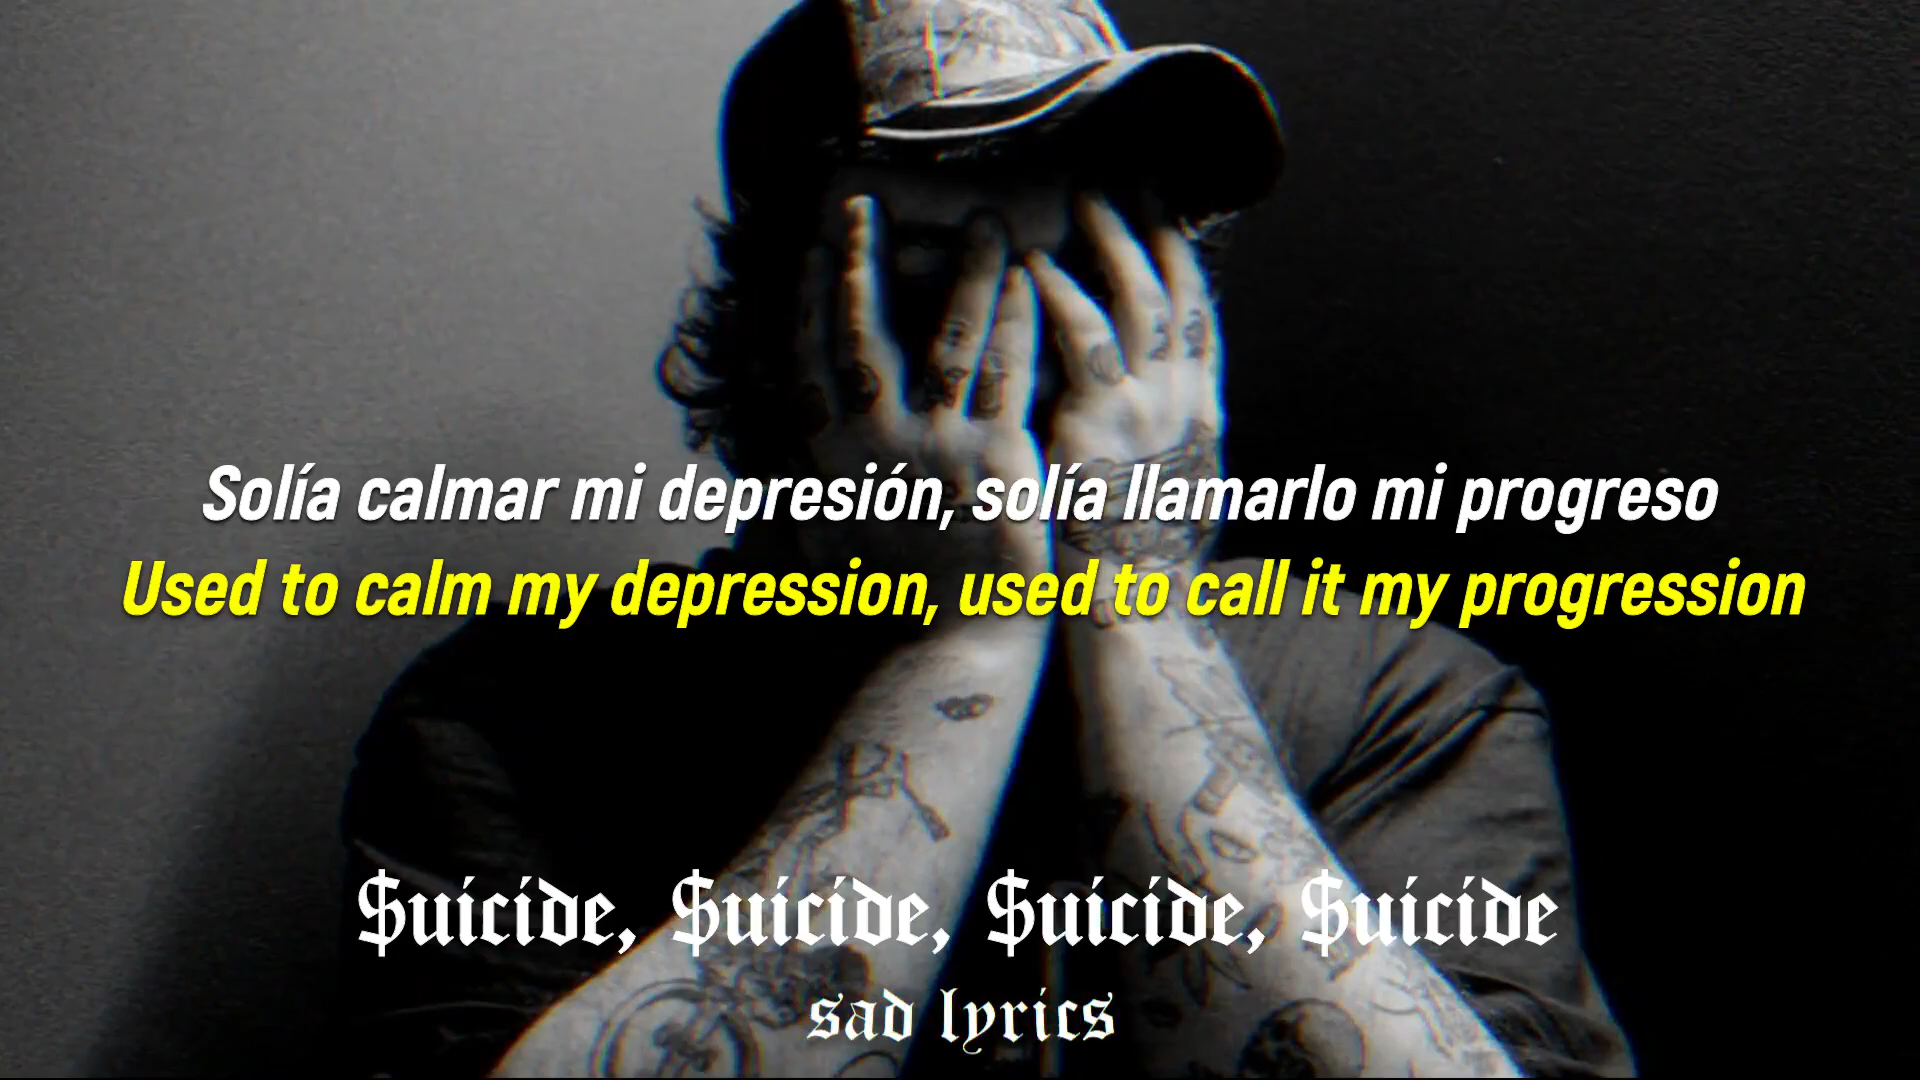 Solía calmar mi depresión, solía llamarlo mi progreso
Used to calm my depression, used to call it my progression
$uicide, $uicide, $uicide, $uicide
sad lyrics